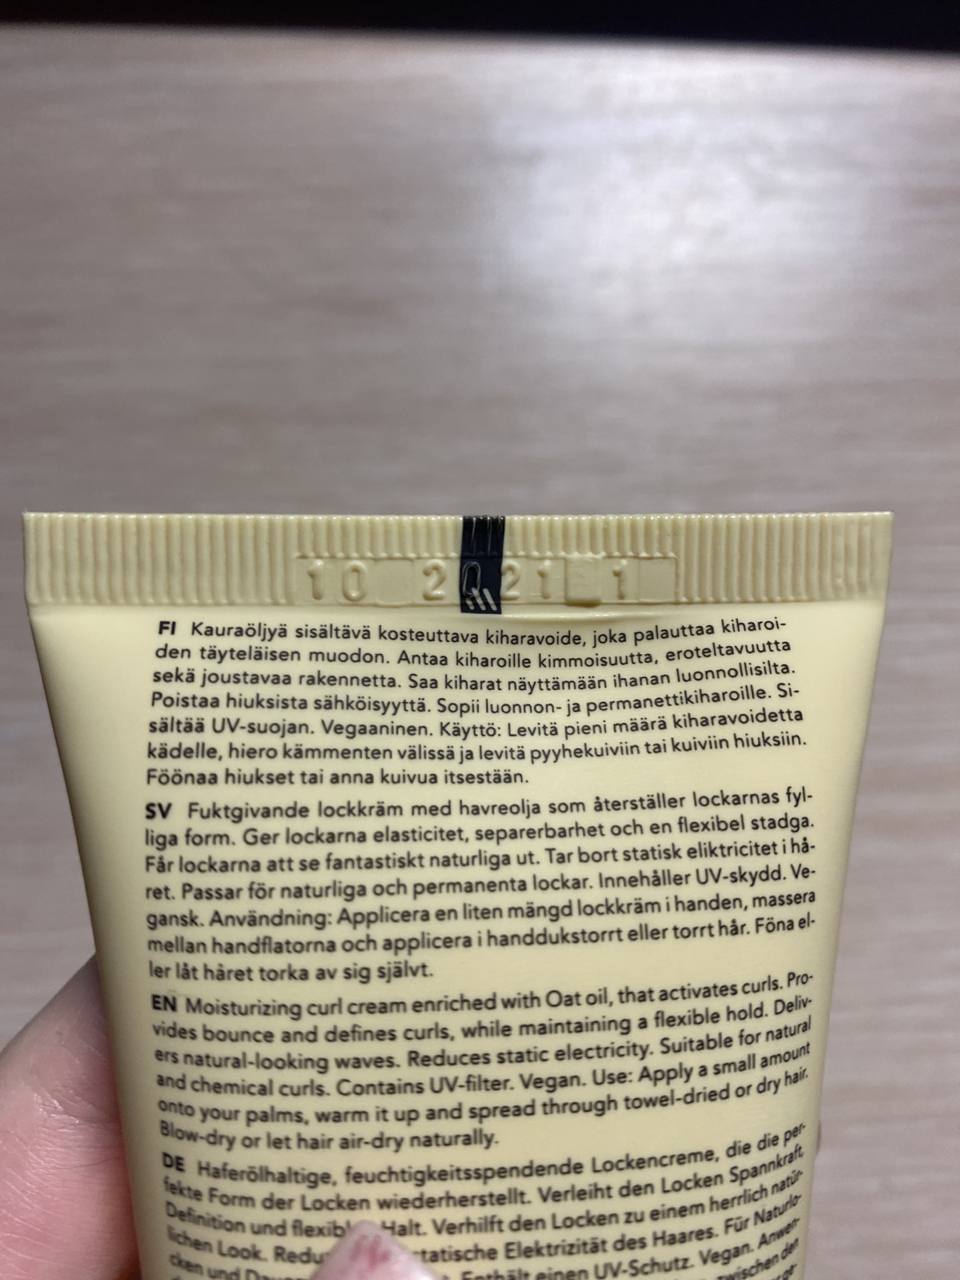 10 2021 1
FI Kauraöljyä sisältävä kosteuttava kiharavoide, joka palauttaa kiharoi-
den täyteläisen muodon. Antaa kiharoille kimmoisuutta, eroteltavuutta
sekä joustavaa rakennetta. Saa kiharat näyttämään ihanan luonnollisilta.
Poistaa hiuksista sähköisyyttä. Sopii luonnon- ja permanettikiharoille. Si-
sältää UV-suojan. Vegaaninen. Käyttö: Levitä pieni määrä kiharavoidetta
kädelle, hiero kämmenten välissä ja levitä pyyhekuiviin tai kuiviin hiuksiin.
Föönaa hiukset tai anna kuivua itsestään.
SV Fuktgivande lockkräm med havreolja som återställer lockarnas fyl-
liga form. Ger lockarna elasticitet, separerbarhet och en flexibel stadga.
Får lockarna att se fantastiskt naturliga ut. Tar bort statisk eliktricitet i hå-
ret. Passar för naturliga och permanenta lockar. Innehåller UV-skydd. Ve-
gansk. Användning: Applicera en liten mängd lockkräm i handen, massera
mellan handflatorna och applicera i handdukstorrt eller torrt hår. Föna el-
ler låt håret torka av sig självt.
EN Moisturizing curl cream enriched with Oat oil, that activates curls. Pro-
vides bounce and defines curls, while maintaining a flexible hold. Deliv-
ers natural-looking waves. Reduces static electricity. Suitable for natural
and chemical curls. Contains UV-filter. Vegan. Use: Apply a small amount
onto your palms, warm it up and spread through towel-dried or dry hair.
Blow-dry or let hair air-dry naturally.
DE Haferölhaltige, feuchtigkeitsspendende Lockencreme, die die per-
fekte Form der Locken wiederherstellt. Verleiht den Locken Spannkraft,
Definition und Halt. Verhilft den Locken zu einem herrlich natür-
lichen Look. Elektrizität des Haares. Für Naturlo-
cken und Enthält einen UV-Schutz. Vegan. Anwen-
zwischen den